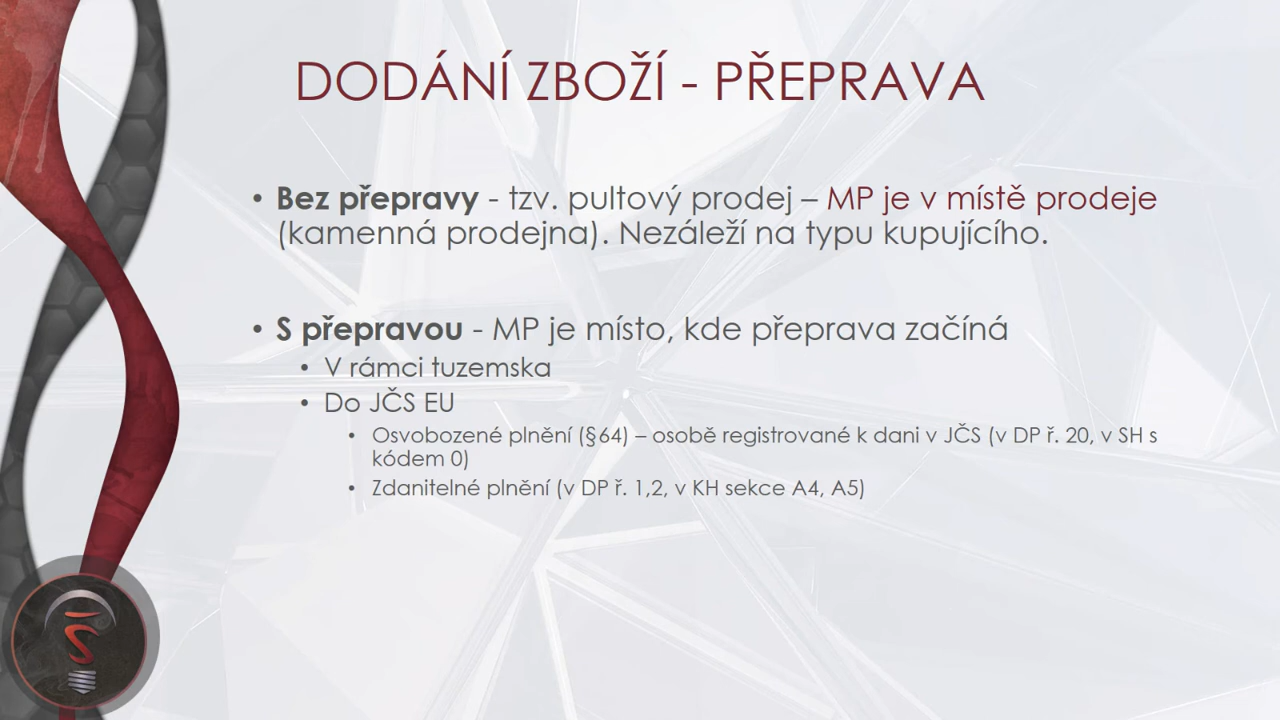 DODÁNÍ ZBOŽÍ - PŘEPRAVA
• Bez přepravy - tzv. pultový prodej – MP je v místě prodeje
(kamenná prodejna). Nezáleží na typu kupujícího.
• S přepravou - MP je místo, kde přeprava začíná
• V rámci tuzemska
• Do JČS EU
• Osvobozené plnění (§64) – osobě registrované k dani v JČS (v DP ř. 20, v SH s
kódem 0)
• Zdanitelné plnění (v DP ř. 1,2, v KH sekce A4, A5)
Š